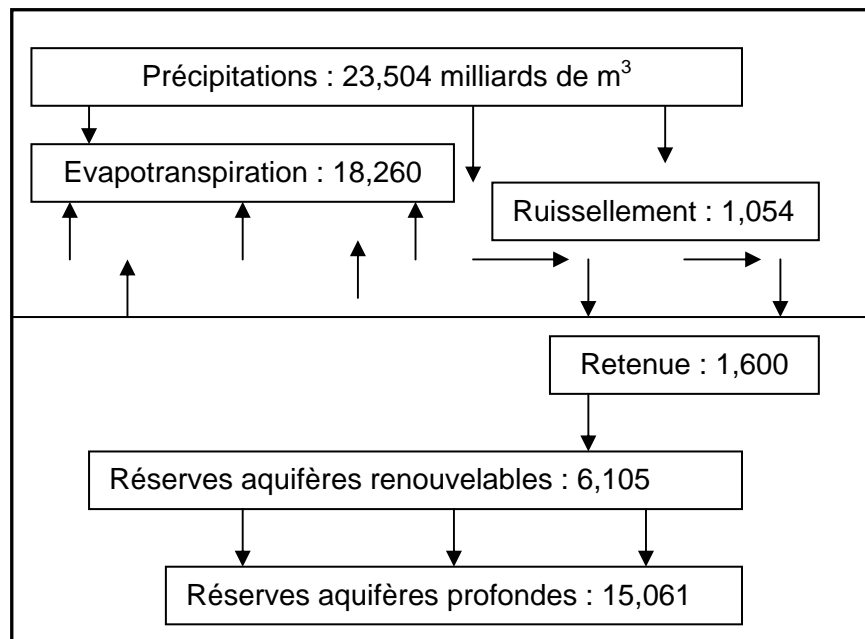 Précipitations : 23,504 milliards de m³
Evapotranspiration : 18,260
Ruissellement : 1,054
Retenue : 1,600
Réserves aquifères renouvelables : 6,105
Réserves aquifères profondes : 15,061